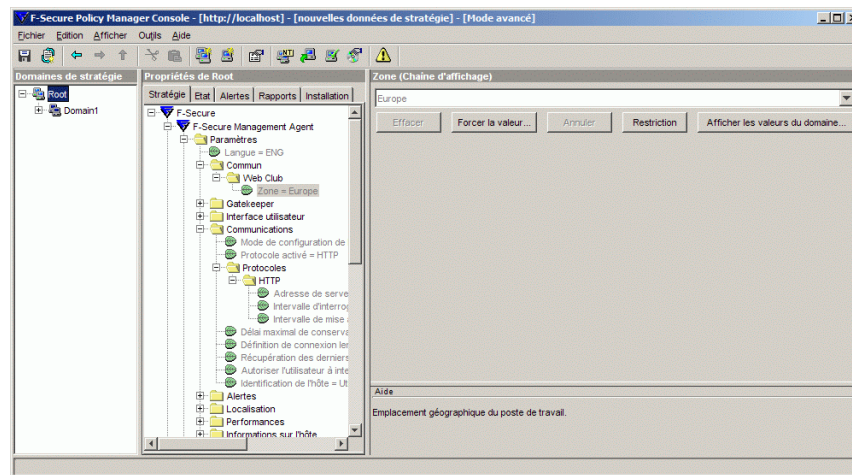 F-Secure Policy Manager Console - [http://localhost] - [nouvelles données de stratégie] - [Mode avancé]
Fichier Edition Afficher Outils Aide
Domaines de stratégie
Root
Domain1
Propriétés de Root
Stratégie Etat Alertes Rapports Installation
F-Secure
F-Secure Management Agent
Paramètres
Langue = ENG
Commun
Web Club
Zone = Europe
Gatekeeper
Interface utilisateur
Communications
Mode de configuration de
Protocole activé = HTTP
Protocoles
HTTP
Adresse de serve
Intervalle d'interrog
Intervalle de mise
Délai maximal de conserva
Définition de connexion ler
Récupération des derniers
Autoriser l'utilisateur à inte
Identification de l'hôte = Ut
Alertes
Localisation
Performances
Informations sur l'hôte
Zone (Chaîne d'affichage)
Europe
Effacer Forcer la valeur... Annuler Restriction Afficher les valeurs du domaine...
Aide
Emplacement géographique du poste de travail.